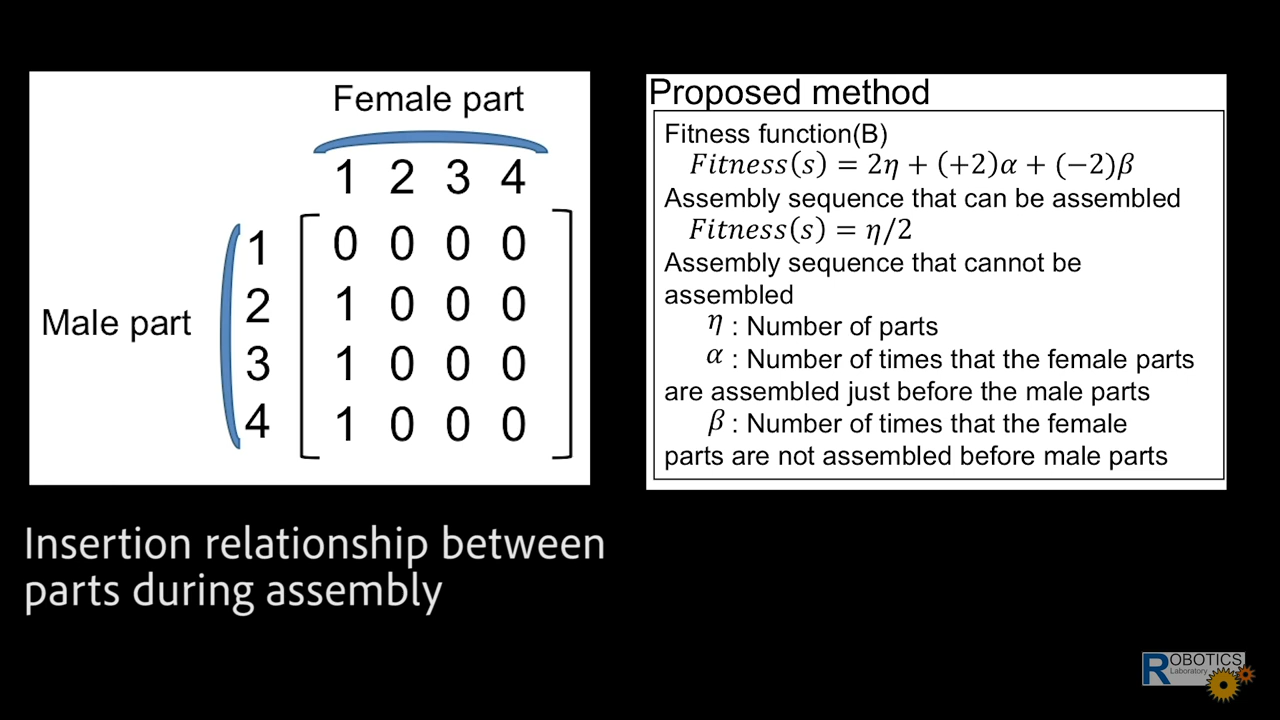 Female part
1 2 3 4
Male part
1 0 0 0 0
2 1 0 0 0
3 1 0 0 0
4 1 0 0 0
Insertion relationship between
parts during assembly
Proposed method
Fitness function(B)
Fitness(s) = 2η + (+2)α + (−2)β
Assembly sequence that can be assembled
Fitness(s) = η/2
Assembly sequence that cannot be
assembled
η : Number of parts
α : Number of times that the female parts
are assembled just before the male parts
β : Number of times that the female
parts are not assembled before male parts
ROBOTICS
Laboratory